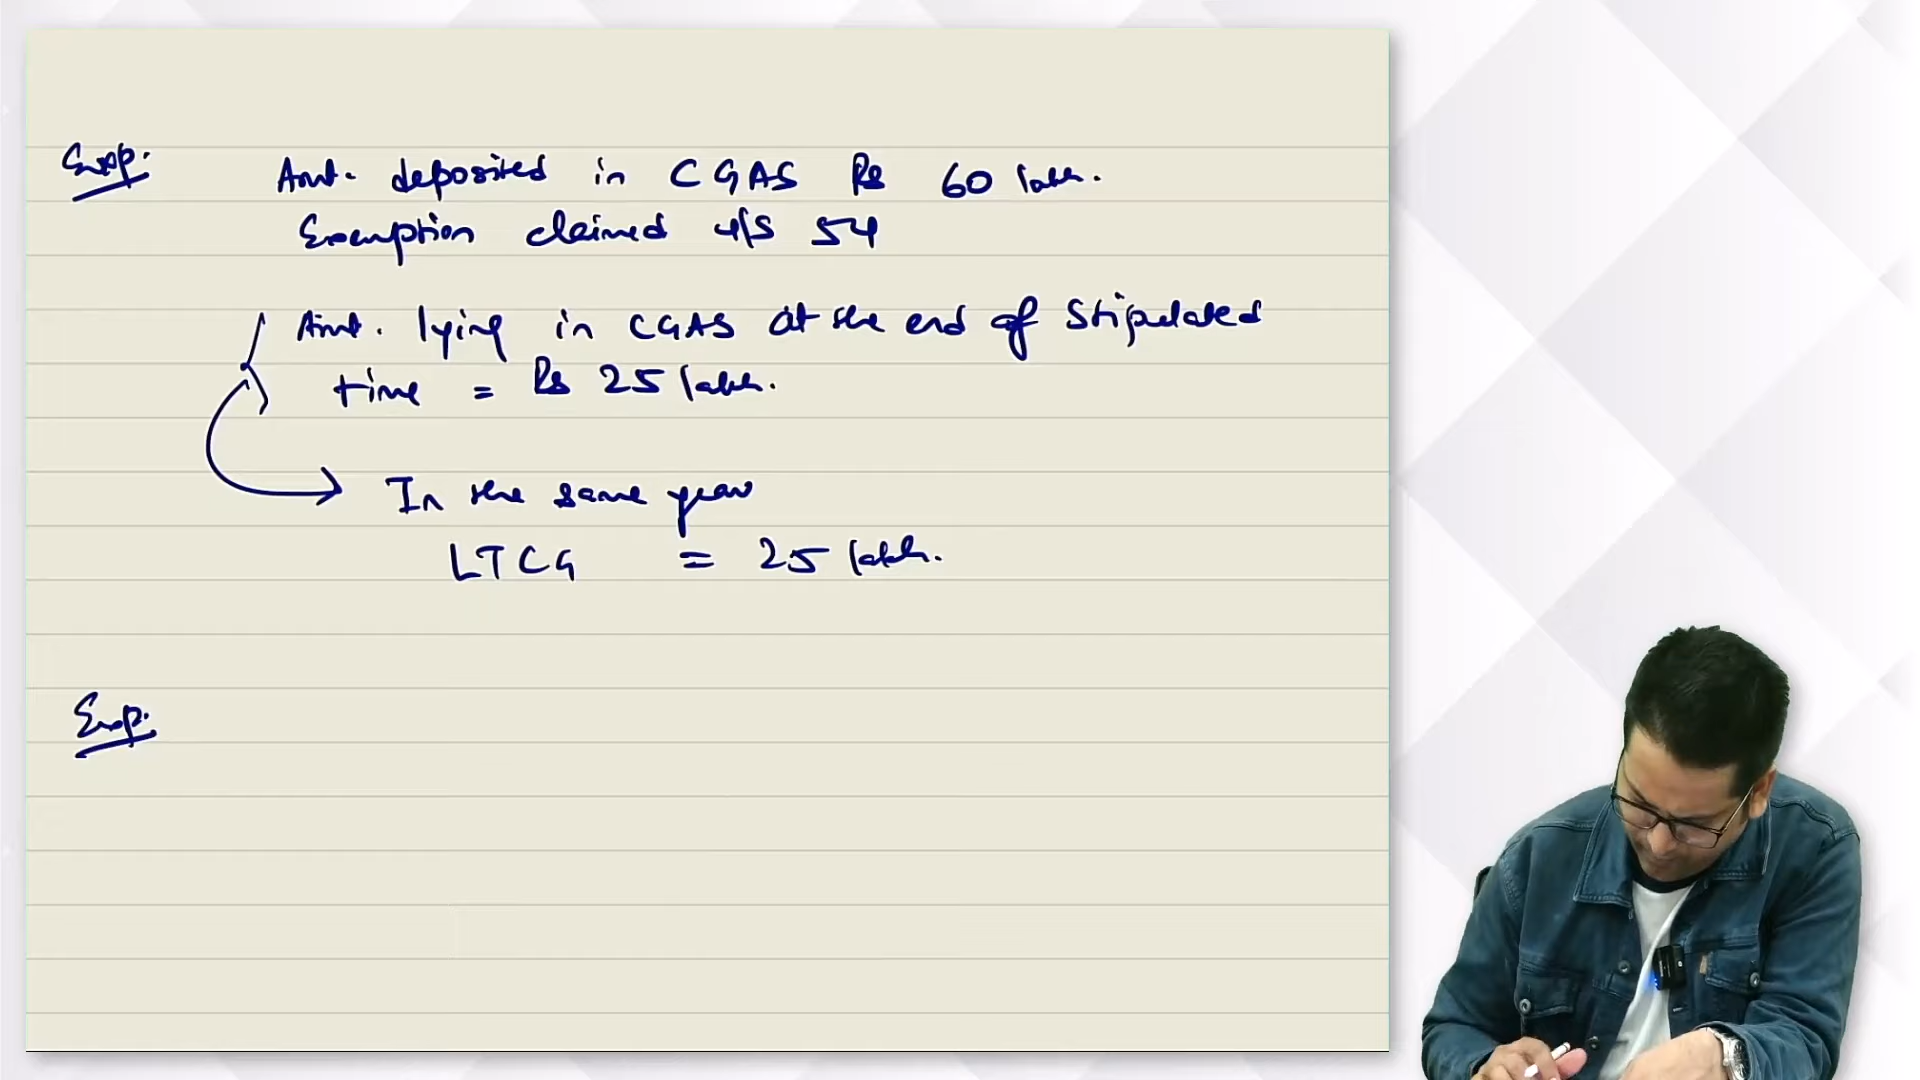 Exp.
Amt. deposited in CGAS Rs 60 lakh.
Exemption claimed u/s 54
Amt. lying in CGAS at the end of stipulated
time = Rs 25 lakh.
In the same year
LTCG = 25 lakh.
Exp.